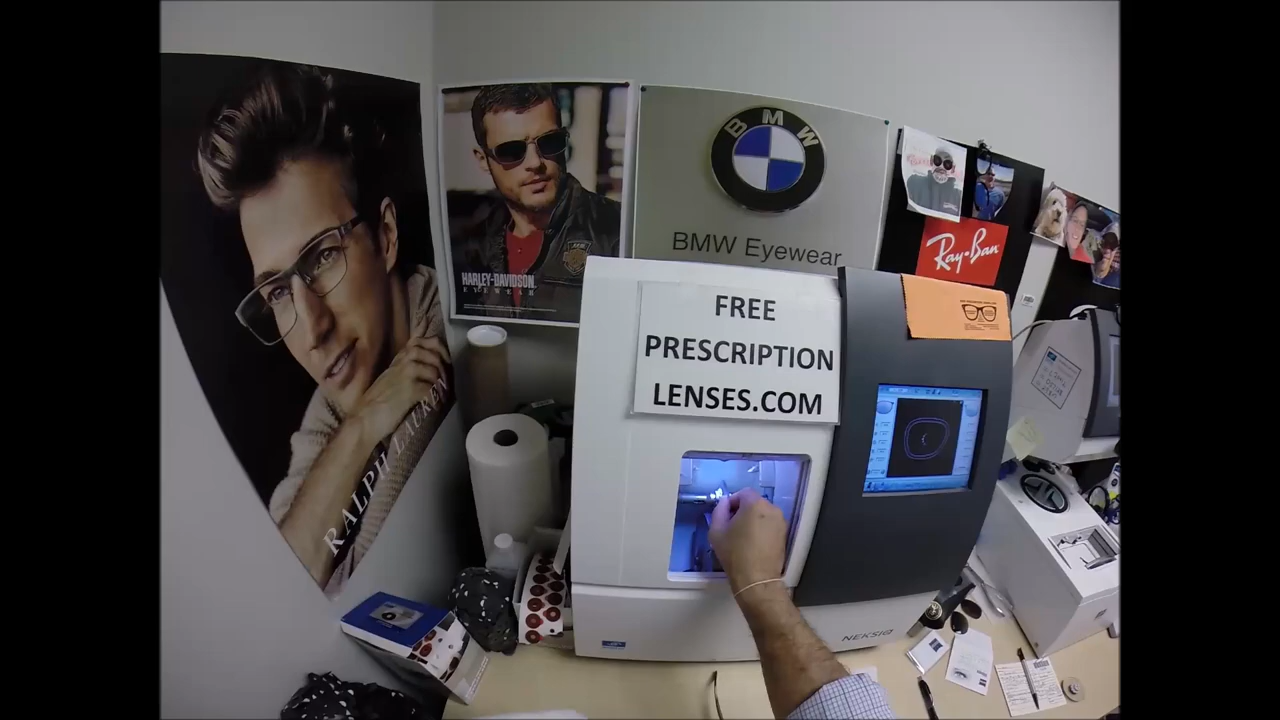 RALPH LAUREN
HARLEY-DAVIDSON
EYEWEAR
BMW
BMW Eyewear
Ray-Ban
FREE
PRESCRIPTION
LENSES.COM
NEKSIA